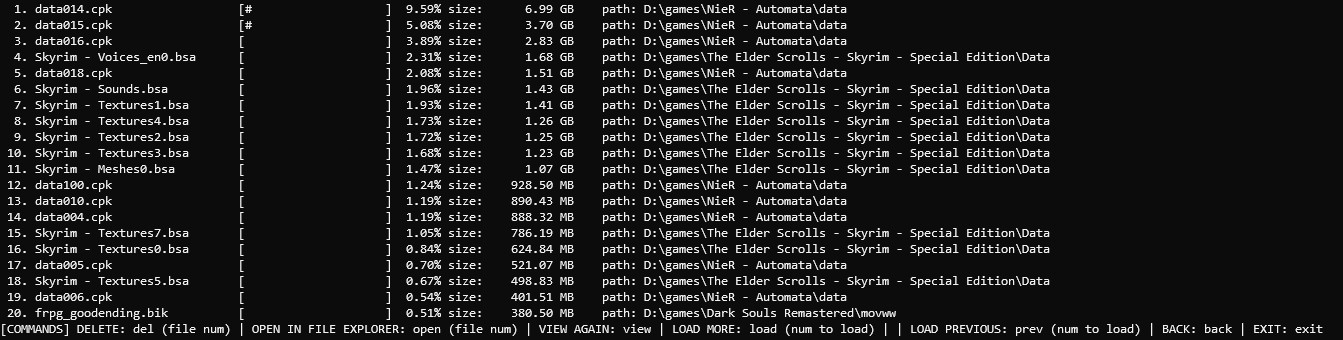 1. data014.cpk [# ] 9.59% size: 6.99 GB path: D:\games\NieR - Automata\data
2. data015.cpk [# ] 5.08% size: 3.70 GB path: D:\games\NieR - Automata\data
3. data016.cpk [ ] 3.89% size: 2.83 GB path: D:\games\NieR - Automata\data
4. Skyrim - Voices_en0.bsa [ ] 2.31% size: 1.68 GB path: D:\games\The Elder Scrolls - Skyrim - Special Edition\Data
5. data018.cpk [ ] 2.08% size: 1.51 GB path: D:\games\NieR - Automata\data
6. Skyrim - Sounds.bsa [ ] 1.96% size: 1.43 GB path: D:\games\The Elder Scrolls - Skyrim - Special Edition\Data
7. Skyrim - Textures1.bsa [ ] 1.93% size: 1.41 GB path: D:\games\The Elder Scrolls - Skyrim - Special Edition\Data
8. Skyrim - Textures4.bsa [ ] 1.73% size: 1.26 GB path: D:\games\The Elder Scrolls - Skyrim - Special Edition\Data
9. Skyrim - Textures2.bsa [ ] 1.72% size: 1.25 GB path: D:\games\The Elder Scrolls - Skyrim - Special Edition\Data
10. Skyrim - Textures3.bsa [ ] 1.68% size: 1.23 GB path: D:\games\The Elder Scrolls - Skyrim - Special Edition\Data
11. Skyrim - Meshes0.bsa [ ] 1.47% size: 1.07 GB path: D:\games\The Elder Scrolls - Skyrim - Special Edition\Data
12. data100.cpk [ ] 1.24% size: 928.50 MB path: D:\games\NieR - Automata\data
13. data010.cpk [ ] 1.19% size: 890.43 MB path: D:\games\NieR - Automata\data
14. data004.cpk [ ] 1.19% size: 888.32 MB path: D:\games\NieR - Automata\data
15. Skyrim - Textures7.bsa [ ] 1.05% size: 786.19 MB path: D:\games\The Elder Scrolls - Skyrim - Special Edition\Data
16. Skyrim - Textures0.bsa [ ] 0.84% size: 624.84 MB path: D:\games\The Elder Scrolls - Skyrim - Special Edition\Data
17. data005.cpk [ ] 0.70% size: 521.07 MB path: D:\games\NieR - Automata\data
18. Skyrim - Textures5.bsa [ ] 0.67% size: 498.83 MB path: D:\games\The Elder Scrolls - Skyrim - Special Edition\Data
19. data006.cpk [ ] 0.54% size: 401.51 MB path: D:\games\NieR - Automata\data
20. frpg_goodending.bik [ ] 0.51% size: 380.50 MB path: D:\games\Dark Souls Remastered\movww
[COMMANDS] DELETE: del (file num) | OPEN IN FILE EXPLORER: open (file num) | VIEW AGAIN: view | LOAD MORE: load (num to load) | | LOAD PREVIOUS: prev (num to load) | BACK: back | EXIT: exit